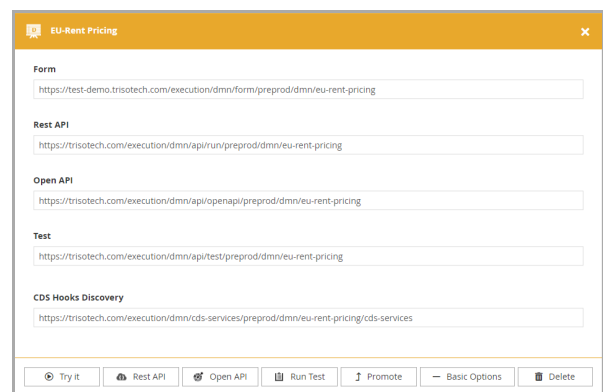 EU-Rent Pricing
Form
https://test-demo.trisotech.com/execution/dmn/form/preprod/dmn/eu-rent-pricing
Rest API
https://trisotech.com/execution/dmn/api/run/preprod/dmn/eu-rent-pricing
Open API
https://trisotech.com/execution/dmn/api/openapi/preprod/dmn/eu-rent-pricing
Test
https://trisotech.com/execution/dmn/api/test/preprod/dmn/eu-rent-pricing
CDS Hooks Discovery
https://trisotech.com/execution/dmn/cds-services/preprod/dmn/eu-rent-pricing/cds-services
Try it Rest API Open API Run Test Promote Basic Options Delete